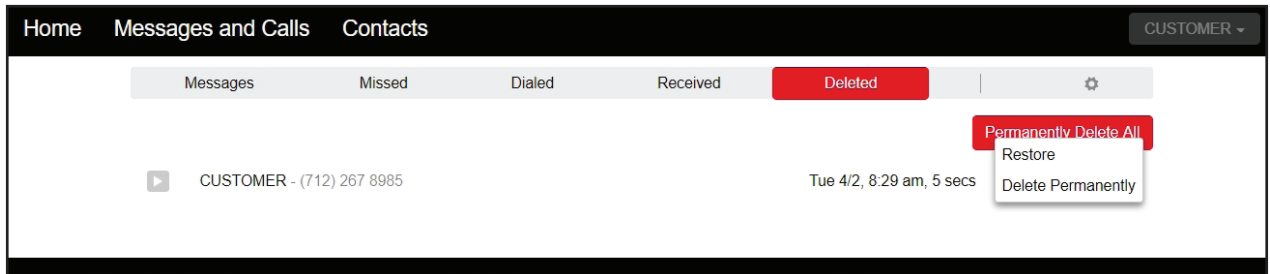 Home Messages and Calls Contacts CUSTOMER
Messages Missed Dialed Received Deleted
Permanently Delete All
Restore
CUSTOMER - (712) 267 8985 Tue 4/2, 8:29 am, 5 secs Delete Permanently